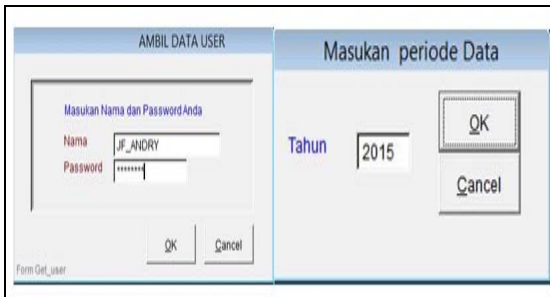 AMBIL DATA USER
Masukan Nama dan Password Anda
Nama JF_ANDRY
Password ********
OK Cancel
Form Get_user
Masukan periode Data
Tahun 2015
OK
Cancel